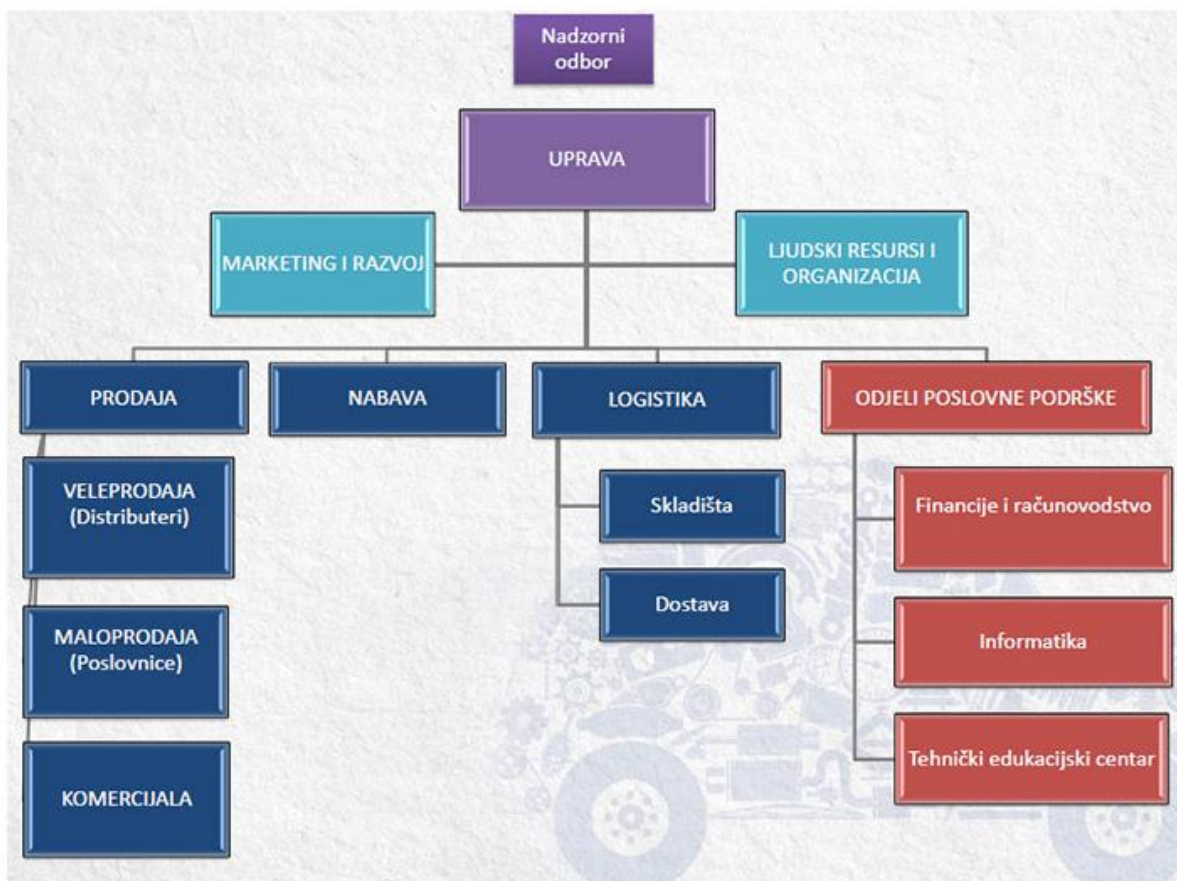 Nadzorni
odbor
UPRAVA
MARKETING I RAZVOJ
LJUDSKI RESURSI I
ORGANIZACIJA
PRODAJA
NABAVA
LOGISTIKA
ODJELI POSLOVNE PODRŠKE
VELEPRODAJA
(Distributeri)
MALOPRODAJA
(Poslovnice)
KOMERCIJALA
Skladišta
Dostava
Financije i računovodstvo
Informatika
Tehnički edukacijski centar